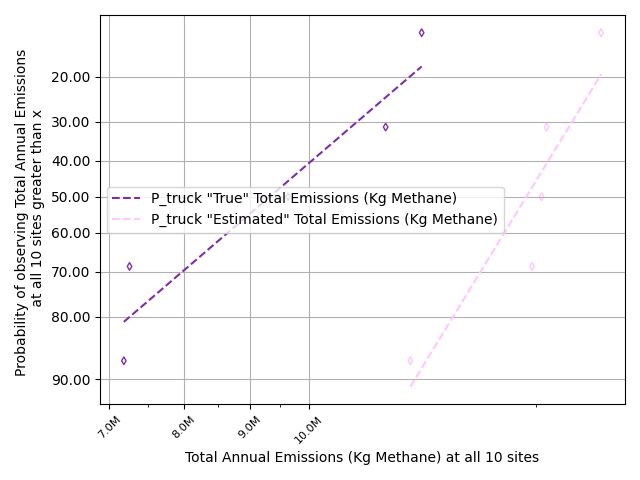 Probability of observing Total Annual Emissions
at all 10 sites greater than x
20.00
30.00
40.00
50.00
60.00
70.00
80.00
90.00
P_truck "True" Total Emissions (Kg Methane)
P_truck "Estimated" Total Emissions (Kg Methane)
7.0M
8.0M
9.0M
10.0M
Total Annual Emissions (Kg Methane) at all 10 sites